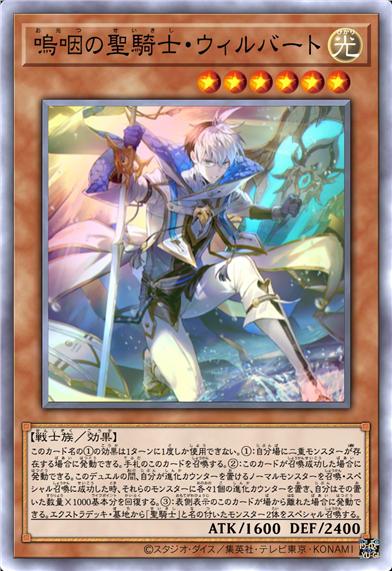 おえつ せいきし
嗚咽の聖騎士・ウィルバート
ひかり
光
【戦士族／効果】
このカード名の①の効果は1ターンに1度しか使用できない。①：自分場に二重モンスターが存
在する場合に発動できる。手札のこのカードを召喚する。②：このカードが召喚成功した場合に発
動できる。このデュエルの間、自分が進化カウンターを置けるノーマルモンスターを召喚・
スペシャル召喚に成功した時、それらのモンスターに各々1個の進化カウンターを置き、自分はその置
いた数量×1000基本分を回復する。③：表側表示のこのカードが場から離れた場合に発動でき
る。エクストラデッキ・墓地から「聖騎士」と名の付いたモンスター2体をスペシャル召喚する。
ATK/1600 DEF/2400
©スタジオ・ダイス／集英社・テレビ東京・KONAMI